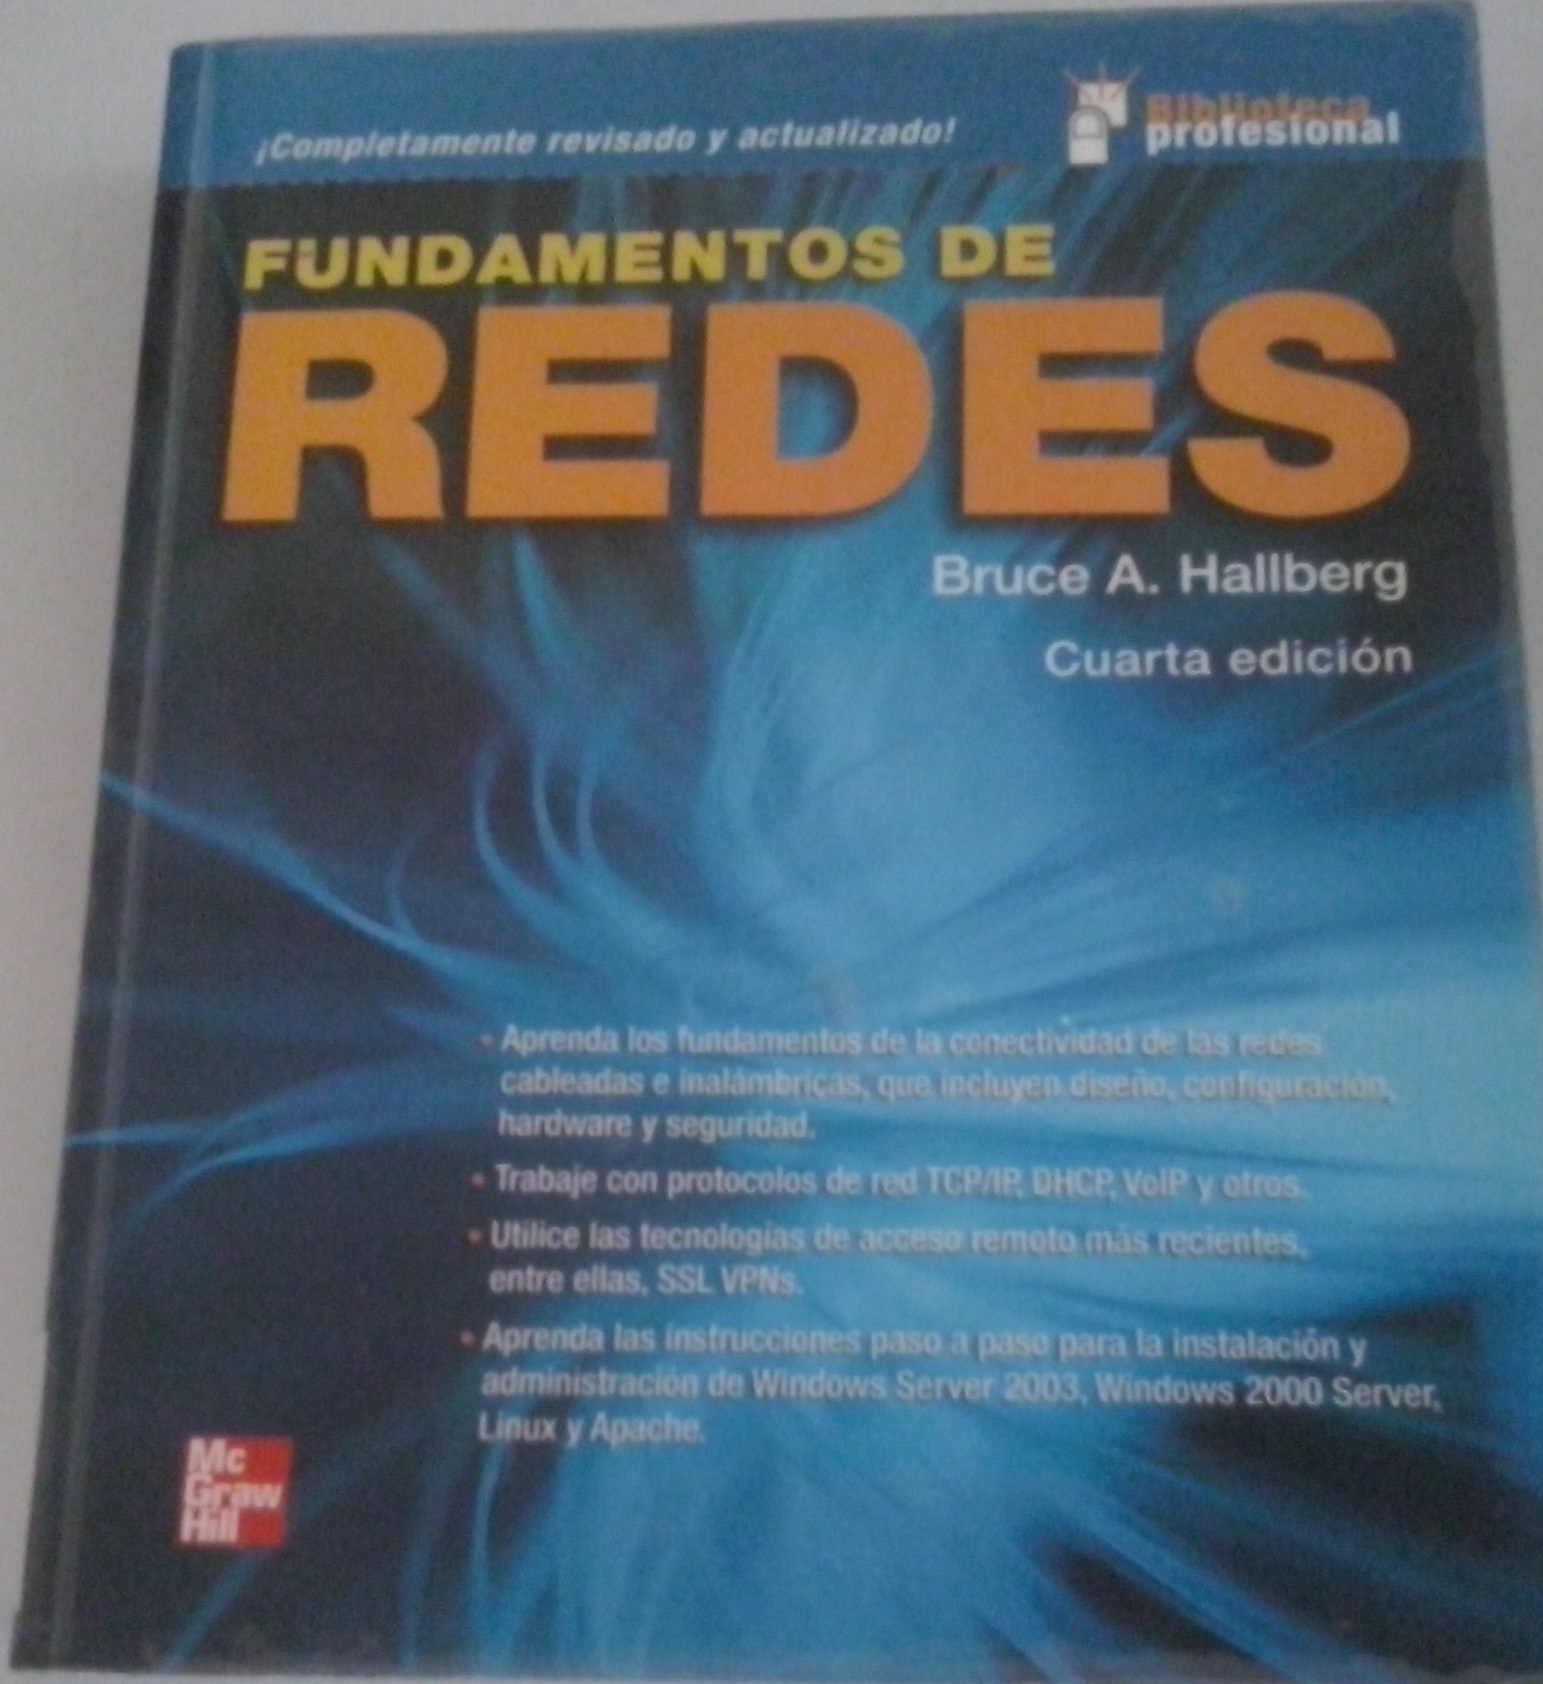 ¡Completamente revisado y actualizado!
Biblioteca
profesional
FUNDAMENTOS DE
REDES
Bruce A. Hallberg
Cuarta edición
• Aprenda los fundamentos de la conectividad de las redes
cableadas e inalámbricas, que incluyen diseño, configuración,
hardware y seguridad.
• Trabaje con protocolos de red TCP/IP, DHCP, VoIP y otros.
• Utilice las tecnologías de acceso remoto más recientes,
entre ellas, SSL VPNs.
• Aprenda las instrucciones paso a paso para la instalación y
administración de Windows Server 2003, Windows 2000 Server,
Linux y Apache.
Mc
Graw
Hill